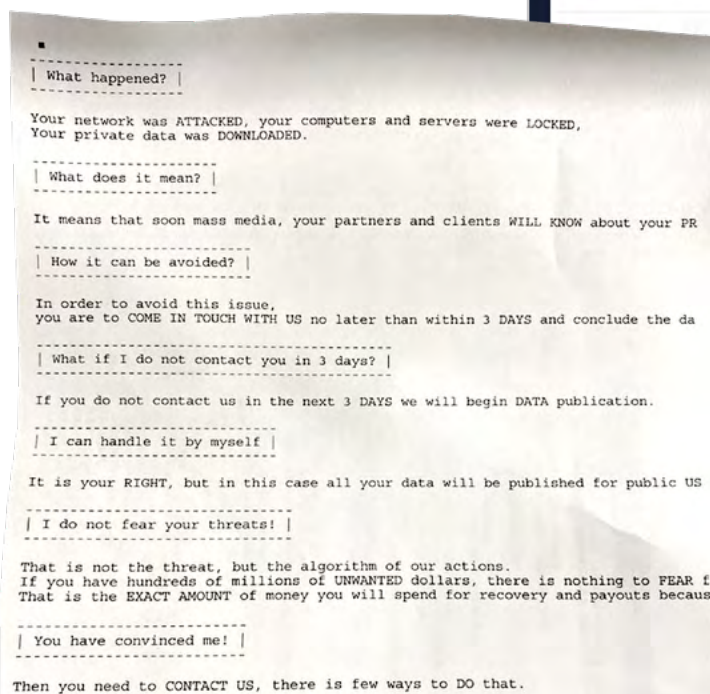 | What happened? |
Your network was ATTACKED, your computers and servers were LOCKED,
Your private data was DOWNLOADED.
| What does it mean? |
It means that soon mass media, your partners and clients WILL KNOW about your PR
| How it can be avoided? |
In order to avoid this issue,
you are to COME IN TOUCH WITH US no later than within 3 DAYS and conclude the da
| What if I do not contact you in 3 days? |
If you do not contact us in the next 3 DAYS we will begin DATA publication.
| I can handle it by myself |
It is your RIGHT, but in this case all your data will be published for public US
| I do not fear your threats! |
That is not the threat, but the algorithm of our actions.
If you have hundreds of millions of UNWANTED dollars, there is nothing to FEAR f
That is the EXACT AMOUNT of money you will spend for recovery and payouts becaus
| You have convinced me! |
Then you need to CONTACT US, there is few ways to DO that.